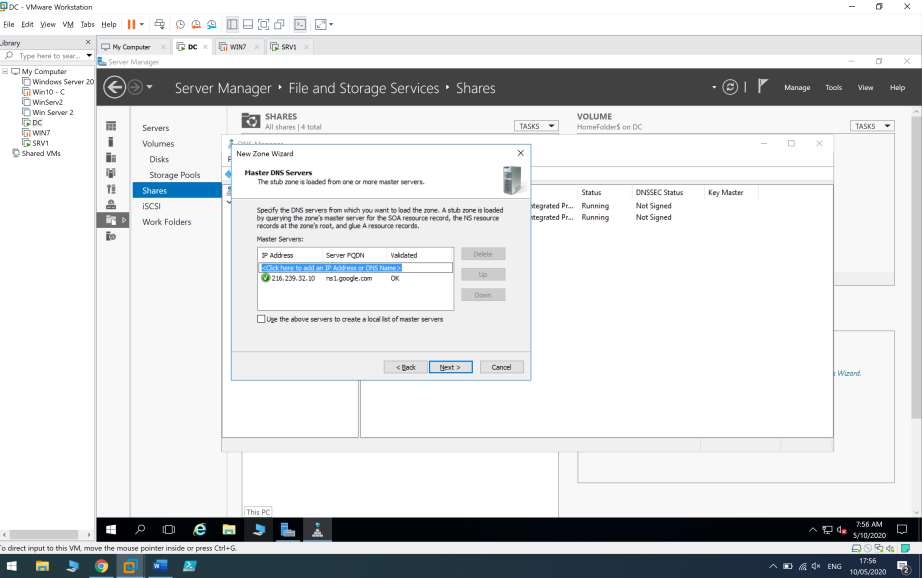 DC - VMware Workstation
File Edit View VM Tabs Help
Library
Type here to sear...
My Computer
Windows Server 20
Win10 - C
WinServ2
Win Server 2
DC
WIN7
SRV1
Shared VMs
My Computer DC WIN7 SRV1
Server Manager
Server Manager File and Storage Services Shares
Manage Tools View Help
Servers
Volumes
Disks
Storage Pools
Shares
iSCSI
Work Folders
SHARES
All shares | 4 total
TASKS
VOLUME
HomeFolder$ on DC
TASKS
DNS Manager
Status DNSSEC Status Key Master
ntegrated Pr... Running Not Signed
ntegrated Pr... Running Not Signed
New Zone Wizard
Master DNS Servers
The stub zone is loaded from one or more master servers.
Specify the DNS servers from which you want to load the zone. A stub zone is loaded
by querying the zone's master server for the SOA resource record, the NS resource
records at the zone's root, and glue A resource records.
Master Servers:
IP Address Server FQDN Validated
<Click here to add an IP Address or DNS Name>
216.239.32.10 ns1.google.com OK
Delete
Up
Down
Use the above servers to create a local list of master servers
< Back Next > Cancel
s Wizard.
This PC
7:56 AM
5/10/2020
To direct input to this VM, move the mouse pointer inside or press Ctrl+G.
ENG
17:56
10/05/2020
2